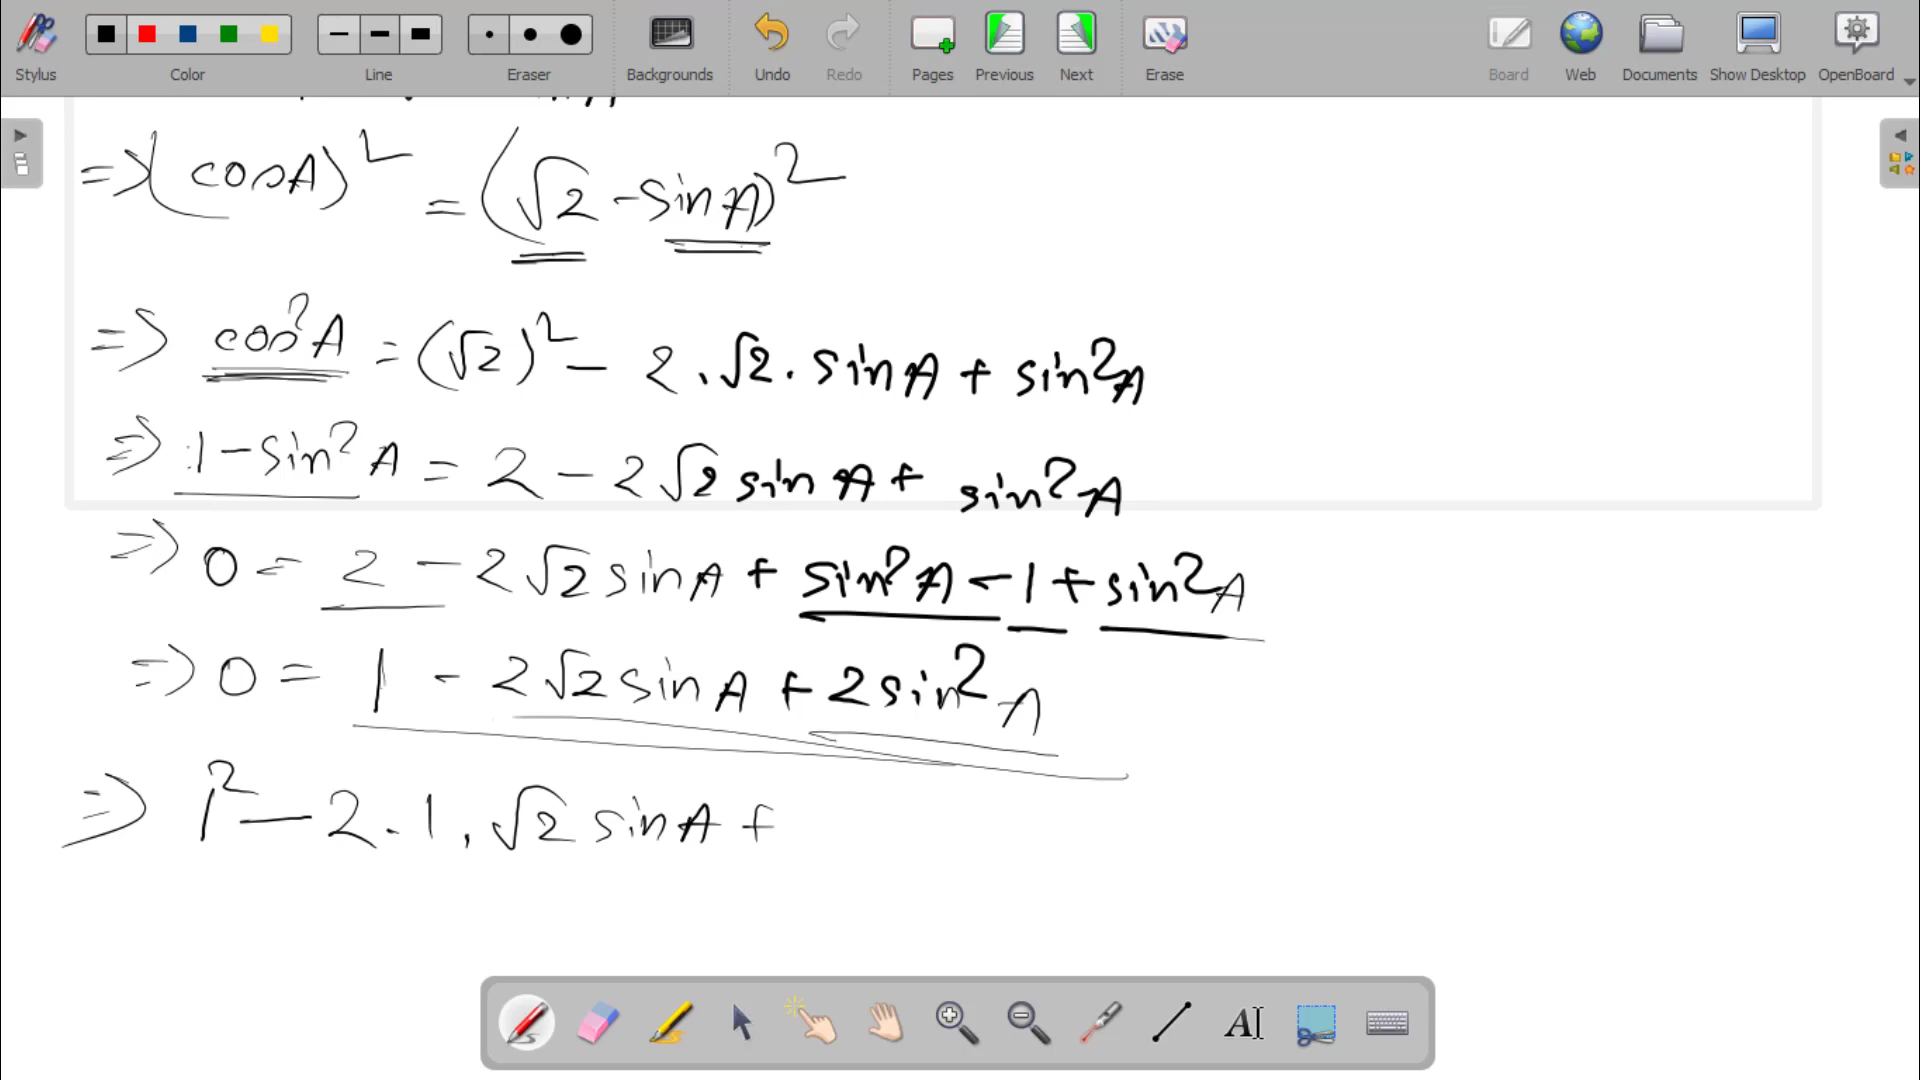 Stylus Color Line Eraser Backgrounds Undo Redo Pages Previous Next Erase Board Web Documents Show Desktop OpenBoard
=> (cosA)² = (√2 - sinA)²
=> cos²A = (√2)² - 2.√2. sinA + sin²A
=> 1 - sin²A = 2 - 2√2 sinA + sin²A
=> 0 = 2 - 2√2 sinA + sin²A - 1 + sin²A
=> 0 = 1 - 2√2 sinA + 2sin²A
=> 1² - 2.1.√2 sinA +
AI